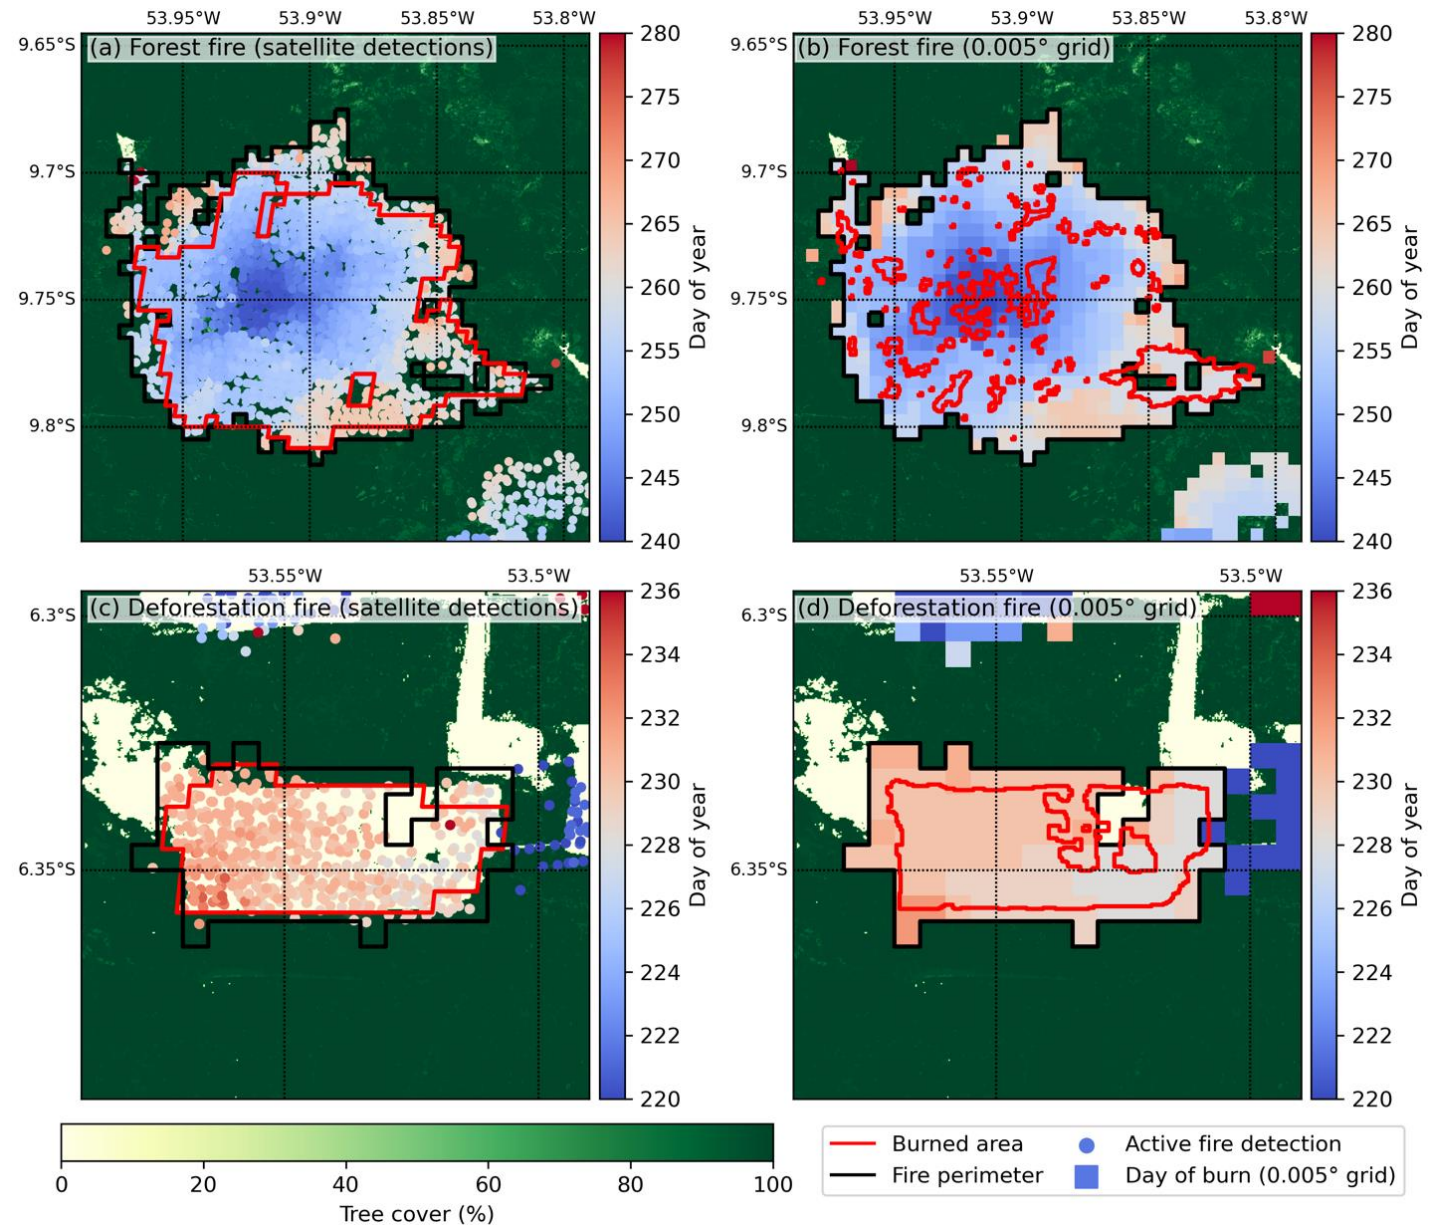 53.95°W 53.9°W 53.85°W 53.8°W 53.95°W 53.9°W 53.85°W 53.8°W
(a) Forest fire (satellite detections)
9.65°S
9.7°S
9.75°S
9.8°S
280
275
270
265
260
255
250
245
240
Day of year
(b) Forest fire (0.005° grid)
9.65°S
9.7°S
9.75°S
9.8°S
280
275
270
265
260
255
250
245
240
Day of year
53.55°W 53.5°W 53.55°W 53.5°W
(c) Deforestation fire (satellite detections)
6.3°S
6.35°S
236
234
232
230
228
226
224
222
220
Day of year
(d) Deforestation fire (0.005° grid)
6.3°S
6.35°S
236
234
232
230
228
226
224
222
220
Day of year
0 20 40 60 80 100
Tree cover (%)
Burned area
Fire perimeter
Active fire detection
Day of burn (0.005° grid)